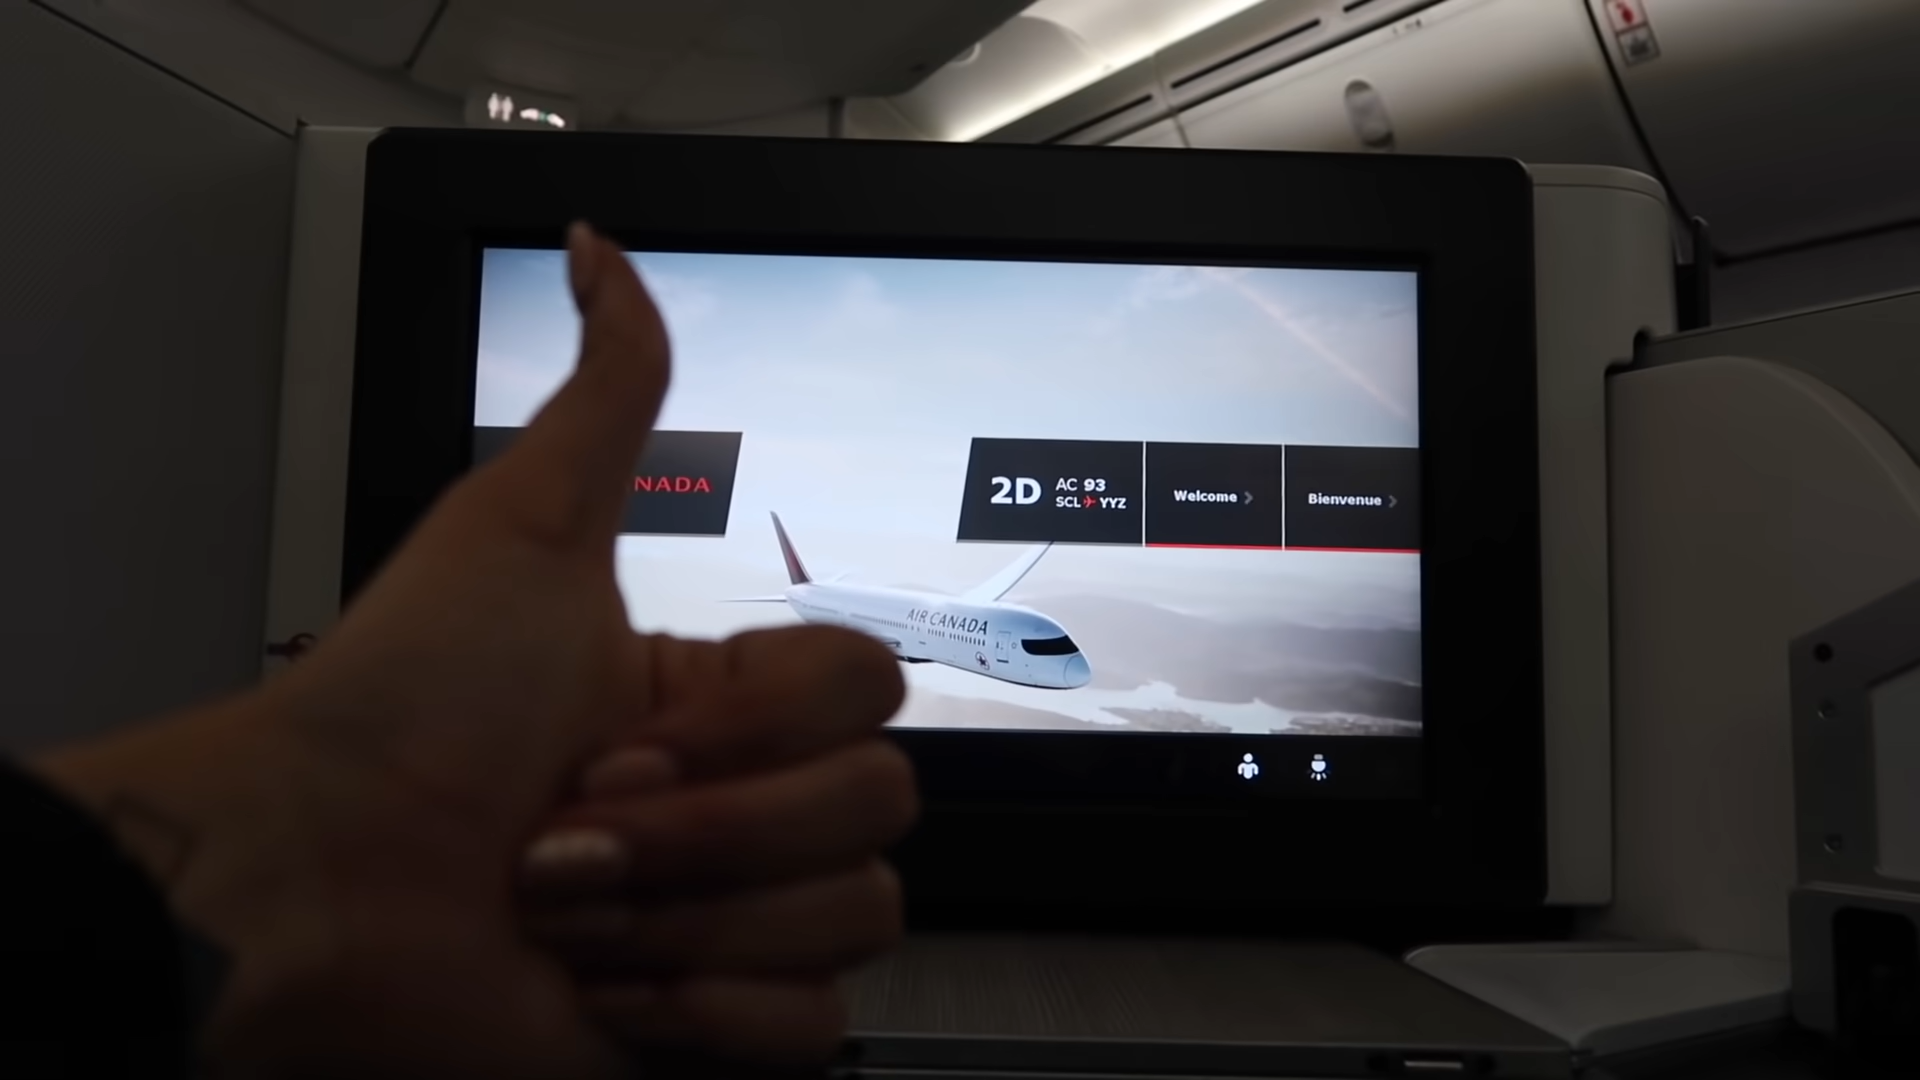 NADA
2D
AC 93
SCL YYZ
Welcome
Bienvenue
AIR CANADA